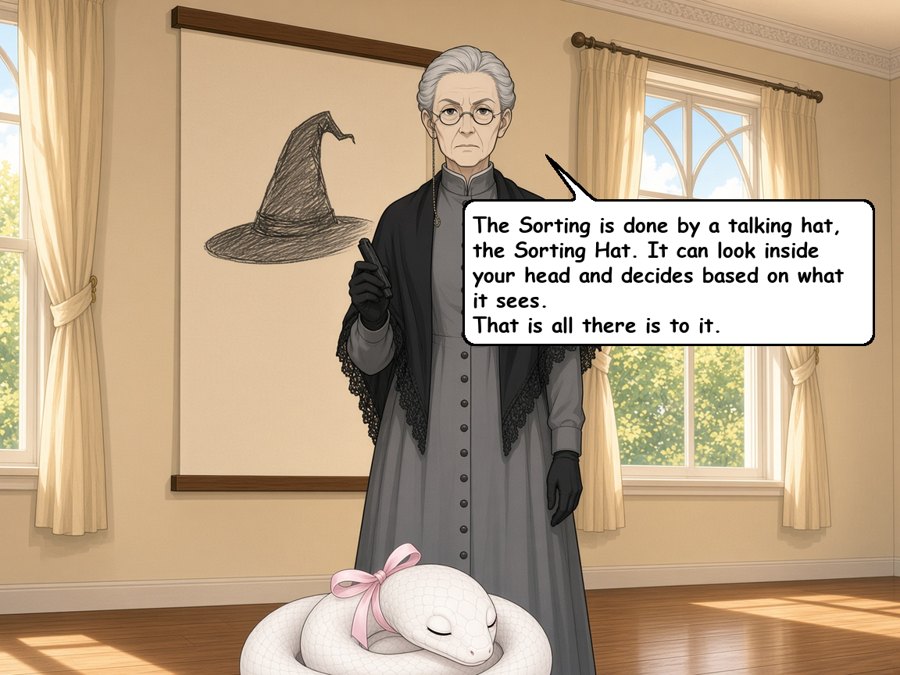 The Sorting is done by a talking hat,
the Sorting Hat. It can look inside
your head and decides based on what
it sees.
That is all there is to it.